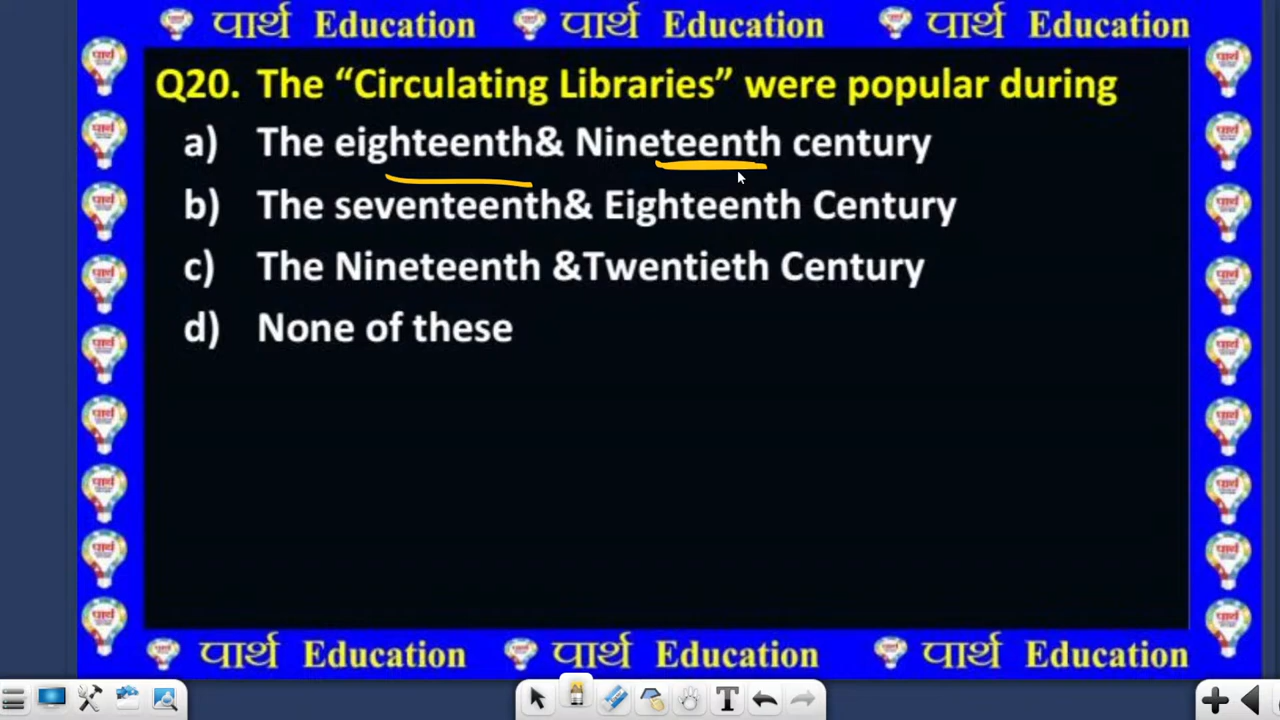 पार्थ Education पार्थ Education पार्थ Education
Q20. The “Circulating Libraries” were popular during
a) The eighteenth& Nineteenth century
b) The seventeenth& Eighteenth Century
c) The Nineteenth &Twentieth Century
d) None of these
पार्थ Education पार्थ Education पार्थ Education